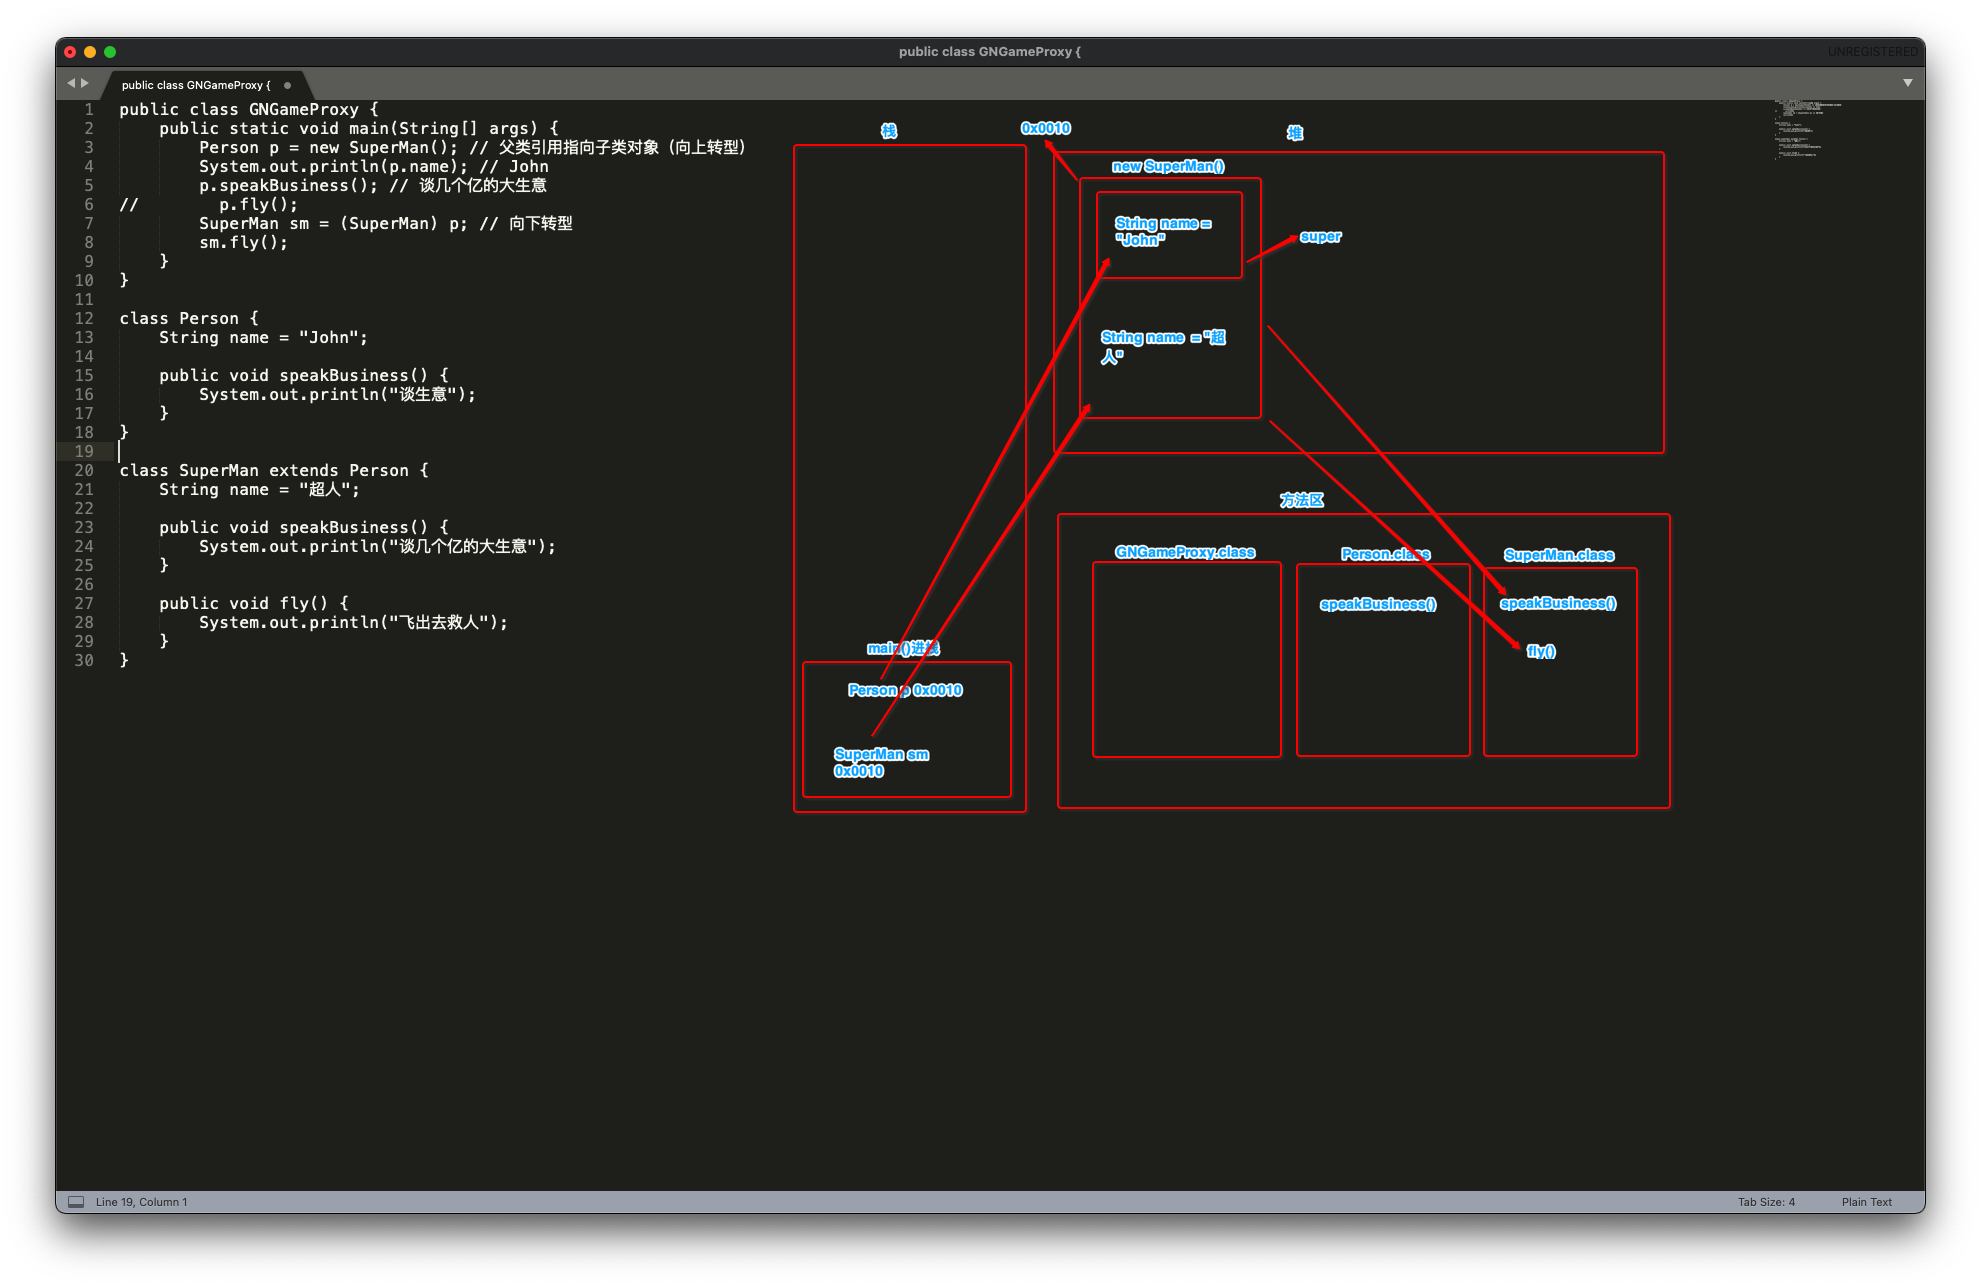 public class GNGameProxy {
UNREGISTERED
public class GNGameProxy {
1 public class GNGameProxy {
2 public static void main(String[] args) {
3 Person p = new SuperMan(); // 父类引用指向子类对象（向上转型）
4 System.out.println(p.name); // John
5 p.speakBusiness(); // 谈几个亿的大生意
6 // p.fly();
7 SuperMan sm = (SuperMan) p; // 向下转型
8 sm.fly();
9 }
10 }
11
12 class Person {
13 String name = "John";
14
15 public void speakBusiness() {
16 System.out.println("谈生意");
17 }
18 }
19
20 class SuperMan extends Person {
21 String name = "超人";
22
23 public void speakBusiness() {
24 System.out.println("谈几个亿的大生意");
25 }
26
27 public void fly() {
28 System.out.println("飞出去救人");
29 }
30 }
栈
main()进栈
Person p 0x0010
SuperMan sm
0x0010
0x0010
堆
new SuperMan()
String name =
"John"
super
String name = "超
人"
方法区
GNGameProxy.class
Person.class
SuperMan.class
speakBusiness()
speakBusiness()
fly()
Line 19, Column 1
Tab Size: 4
Plain Text